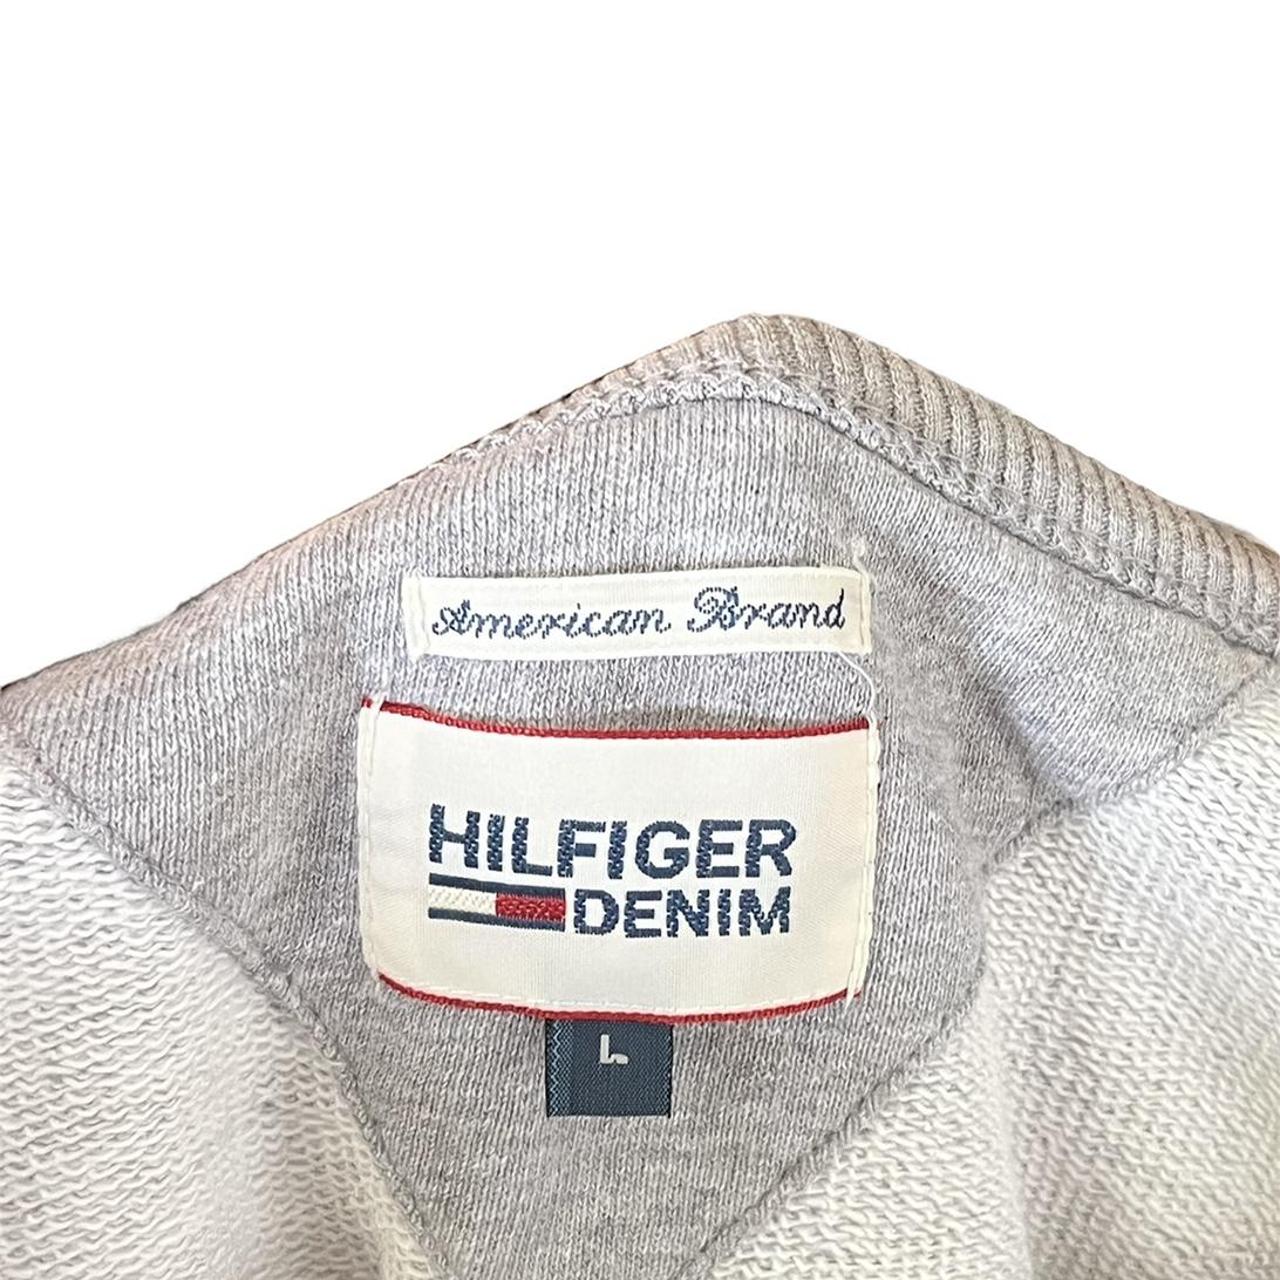 American Brand
HILFIGER
DENIM
L